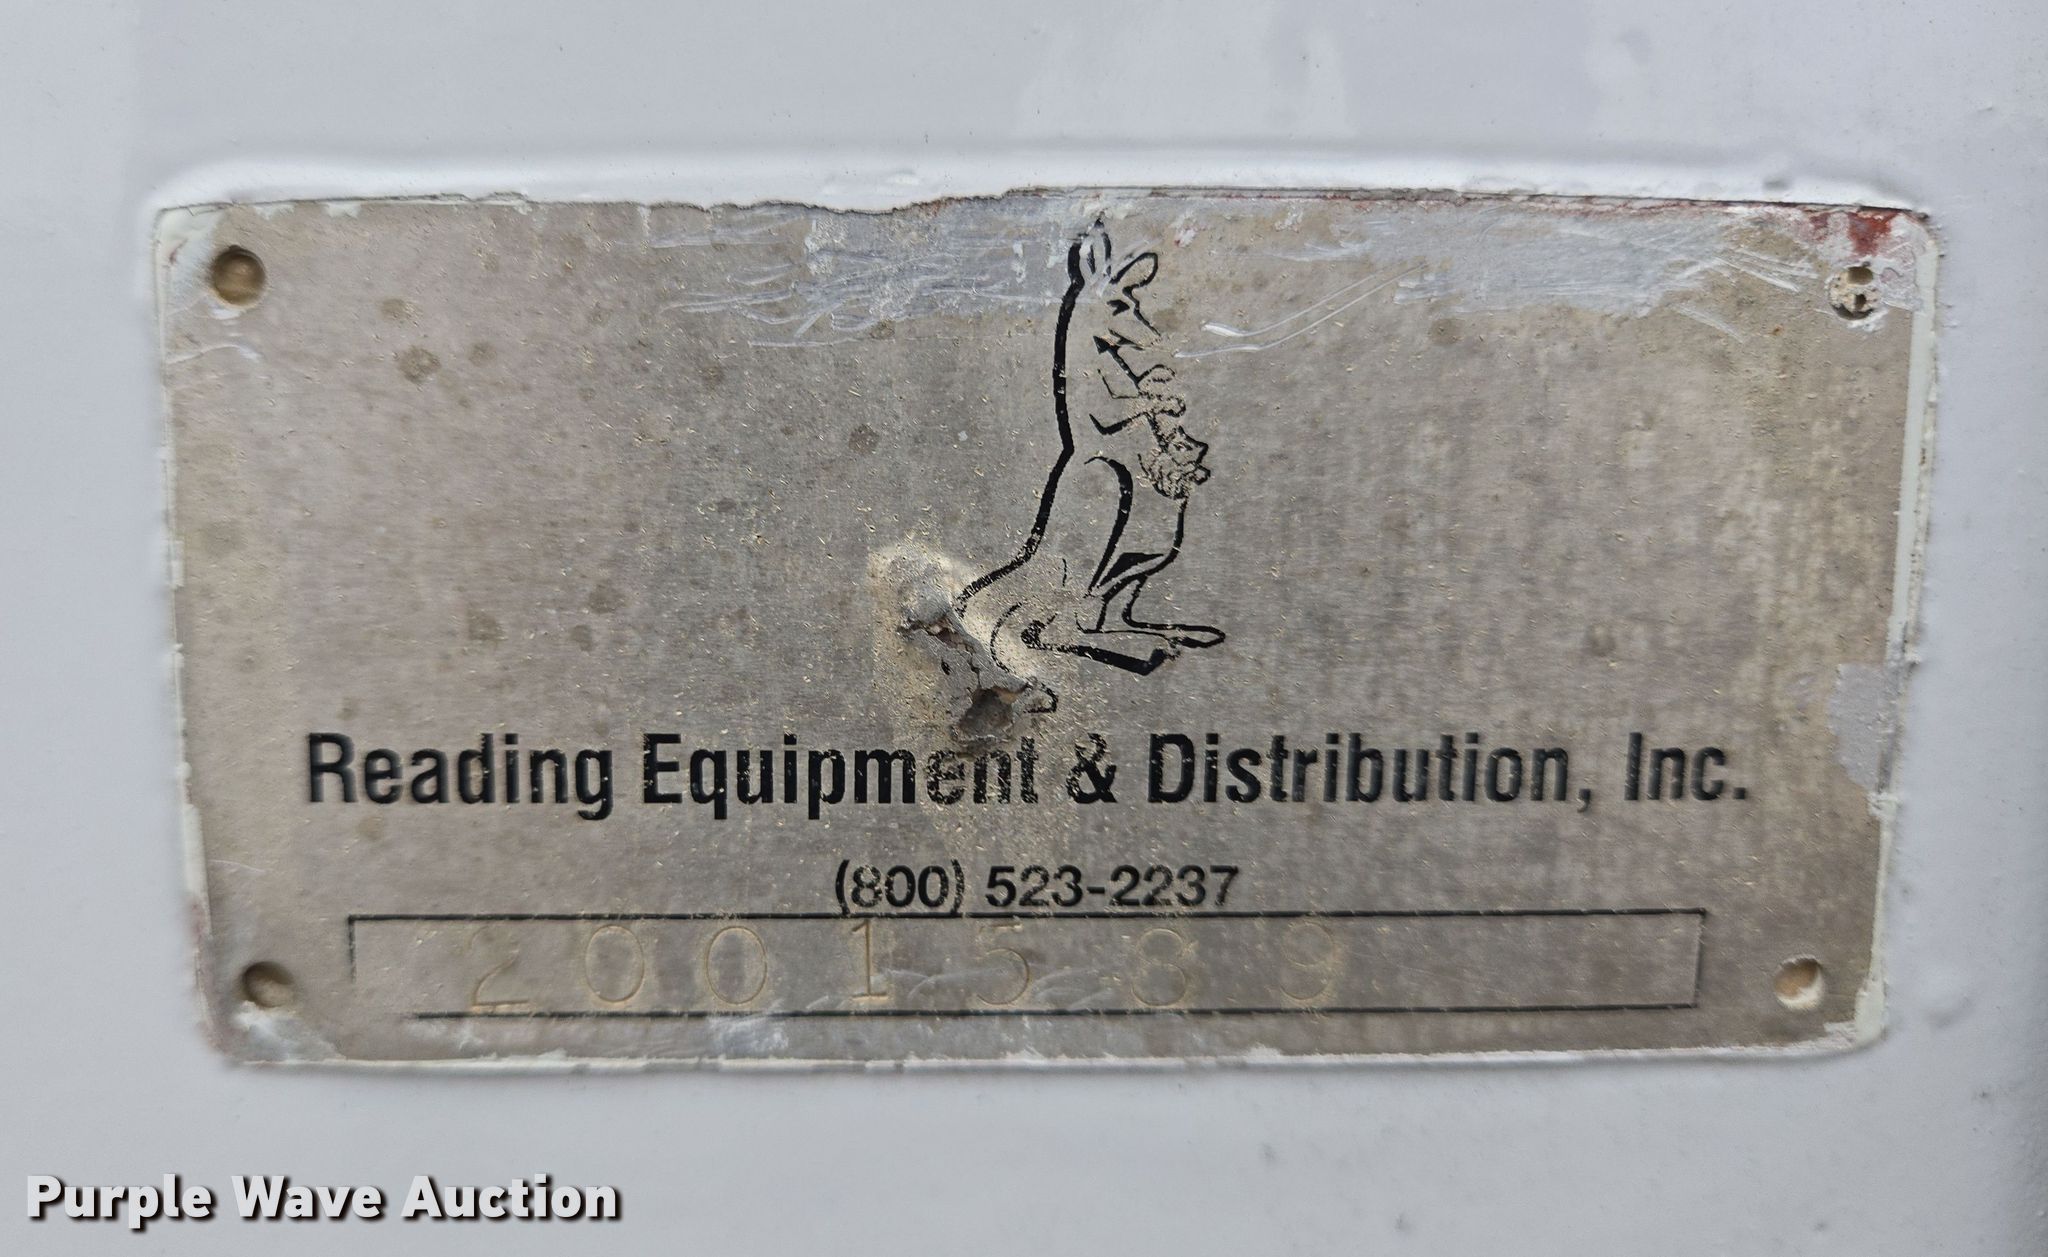 Reading Equipment & Distribution, Inc.
(800) 523-2237
2001589
Purple Wave Auction